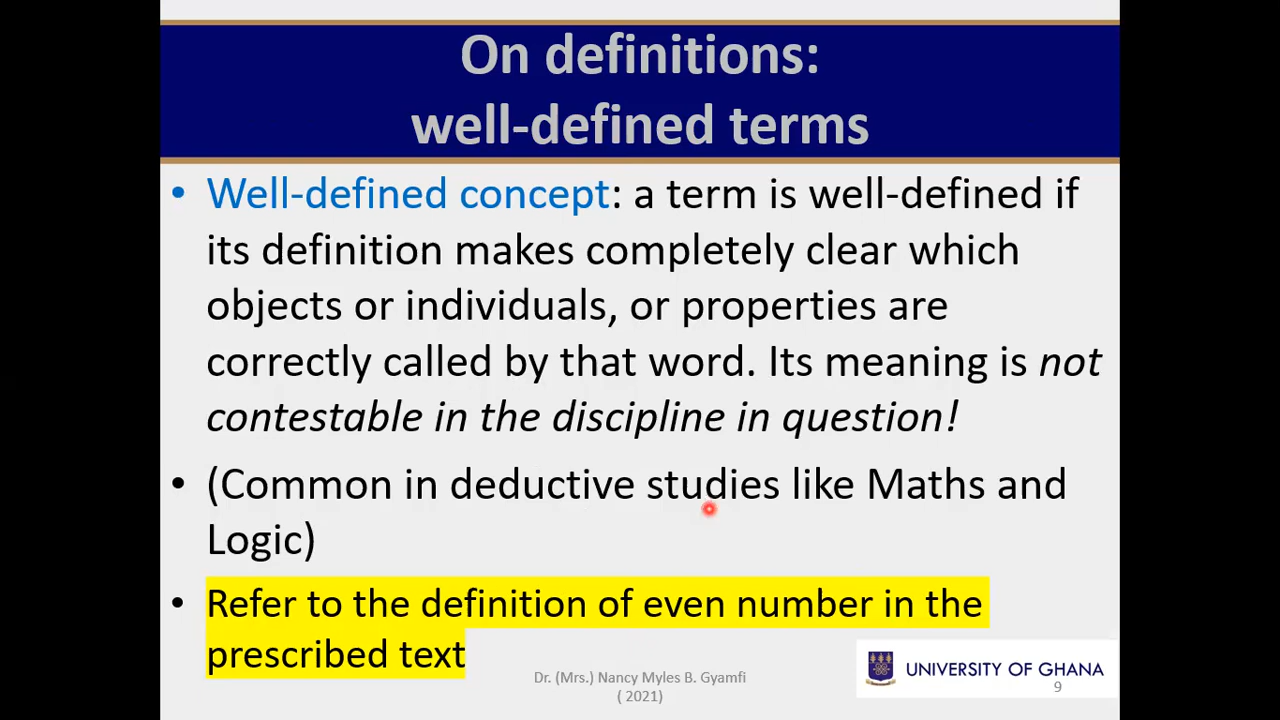 On definitions:
well-defined terms
• Well-defined concept: a term is well-defined if
its definition makes completely clear which
objects or individuals, or properties are
correctly called by that word. Its meaning is not
contestable in the discipline in question!
• (Common in deductive studies like Maths and
Logic)
• Refer to the definition of even number in the
prescribed text
Dr. (Mrs.) Nancy Myles B. Gyamfi
( 2021)
UNIVERSITY OF GHANA
9